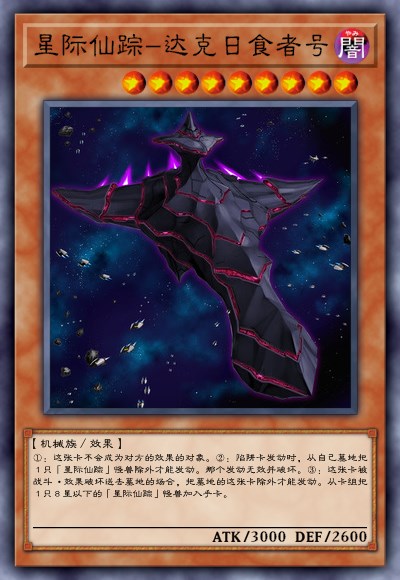 星际仙踪-达克日食者号
やみ
闇
【机械族/效果】
①：这张卡不会成为对方的效果的对象。②：陷阱卡发动时，从自己墓地把
1只「星际仙踪」怪兽除外才能发动。那个发动无效并破坏。③：这张卡被
战斗·效果破坏送去墓地的场合，把墓地的这张卡除外才能发动。从卡组把
1只8星以下的「星际仙踪」怪兽加入手卡。
ATK/3000 DEF/2600